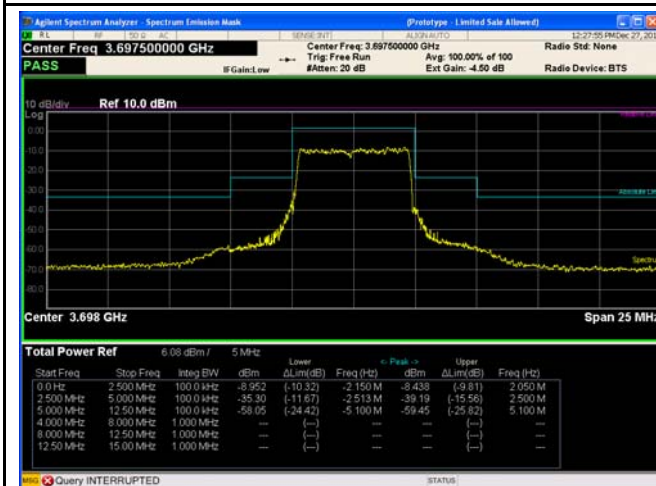 Agilent Spectrum Analyzer - Spectrum Emission Mask (Prototype - Limited Sale Allowed)
RL RF 50 Ω AC SENSE:INT ALIGN AUTO 12:27:55 PM Dec 27, 201
Center Freq 3.697500000 GHz Center Freq: 3.697500000 GHz Radio Std: None
Trig: Free Run Avg: 100.00% of 100
PASS IFGain:Low #Atten: 20 dB Ext Gain: -4.50 dB Radio Device: BTS
10 dB/div Ref 10.0 dBm
Log
Relative Lim
0.00
-10.0
-20.0
-30.0
Absolute Lim
-40.0
-50.0
-60.0
Spectru
-70.0
-80.0
Center 3.698 GHz Span 25 MHz
Total Power Ref 6.08 dBm / 5 MHz
Lower <- Peak -> Upper
Start Freq Stop Freq Integ BW dBm ΔLim(dB) Freq (Hz) dBm ΔLim(dB) Freq (Hz)
0.0 Hz 2.500 MHz 100.0 kHz -8.952 (-10.32) -2.150 M -8.438 (-9.81) 2.050 M
2.500 MHz 5.000 MHz 100.0 kHz -35.30 (-11.67) -2.513 M -39.19 (-15.56) 2.500 M
5.000 MHz 12.50 MHz 100.0 kHz -58.05 (-24.42) -5.100 M -59.45 (-25.82) 5.100 M
4.000 MHz 8.000 MHz 1.000 MHz --- (---) --- --- (---) ---
8.000 MHz 12.50 MHz 1.000 MHz --- (---) --- --- (---) ---
12.50 MHz 15.00 MHz 1.000 MHz --- (---) --- --- (---) ---
MSG Query INTERRUPTED STATUS